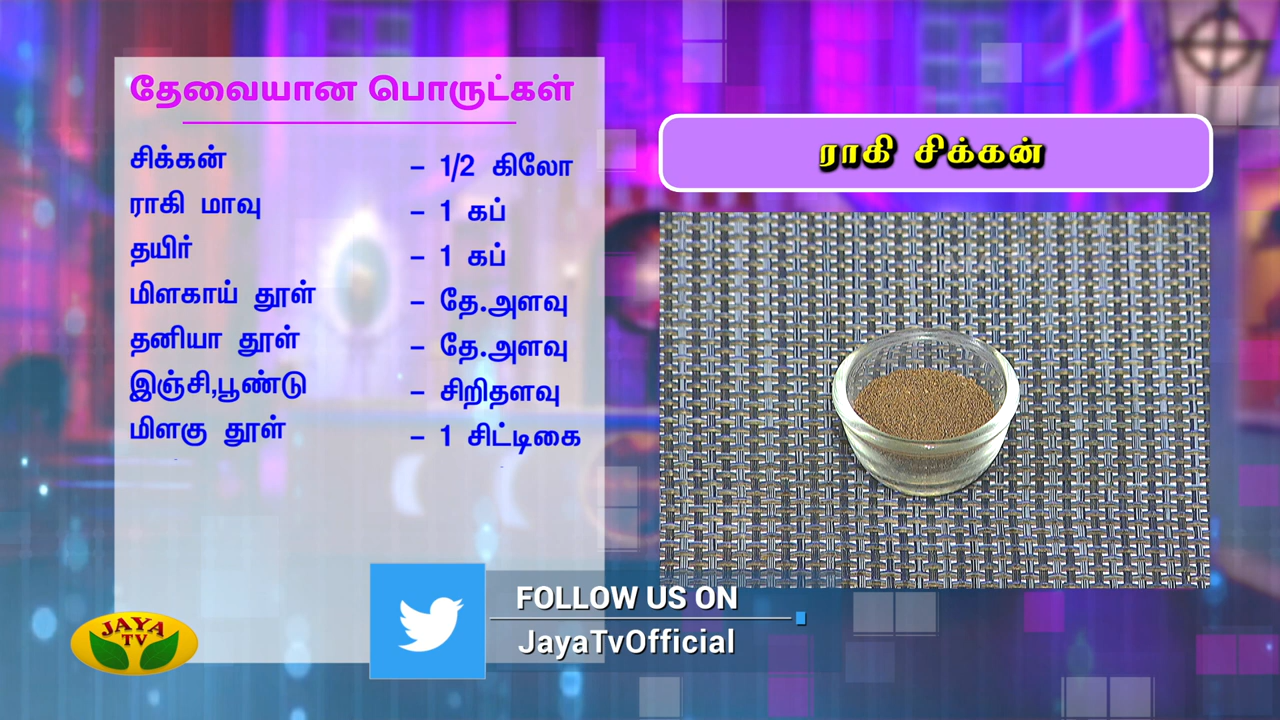 தேவையான பொருட்கள்
சிக்கன் – 1/2 கிலோ
ராகி மாவு – 1 கப்
தயிர் – 1 கப்
மிளகாய் தூள் – தே.அளவு
தனியா தூள் – தே.அளவு
இஞ்சி,பூண்டு – சிறிதளவு
மிளகு தூள் – 1 சிட்டிகை
ராகி சிக்கன்
FOLLOW US ON
JayaTvOfficial
JAYA
TV